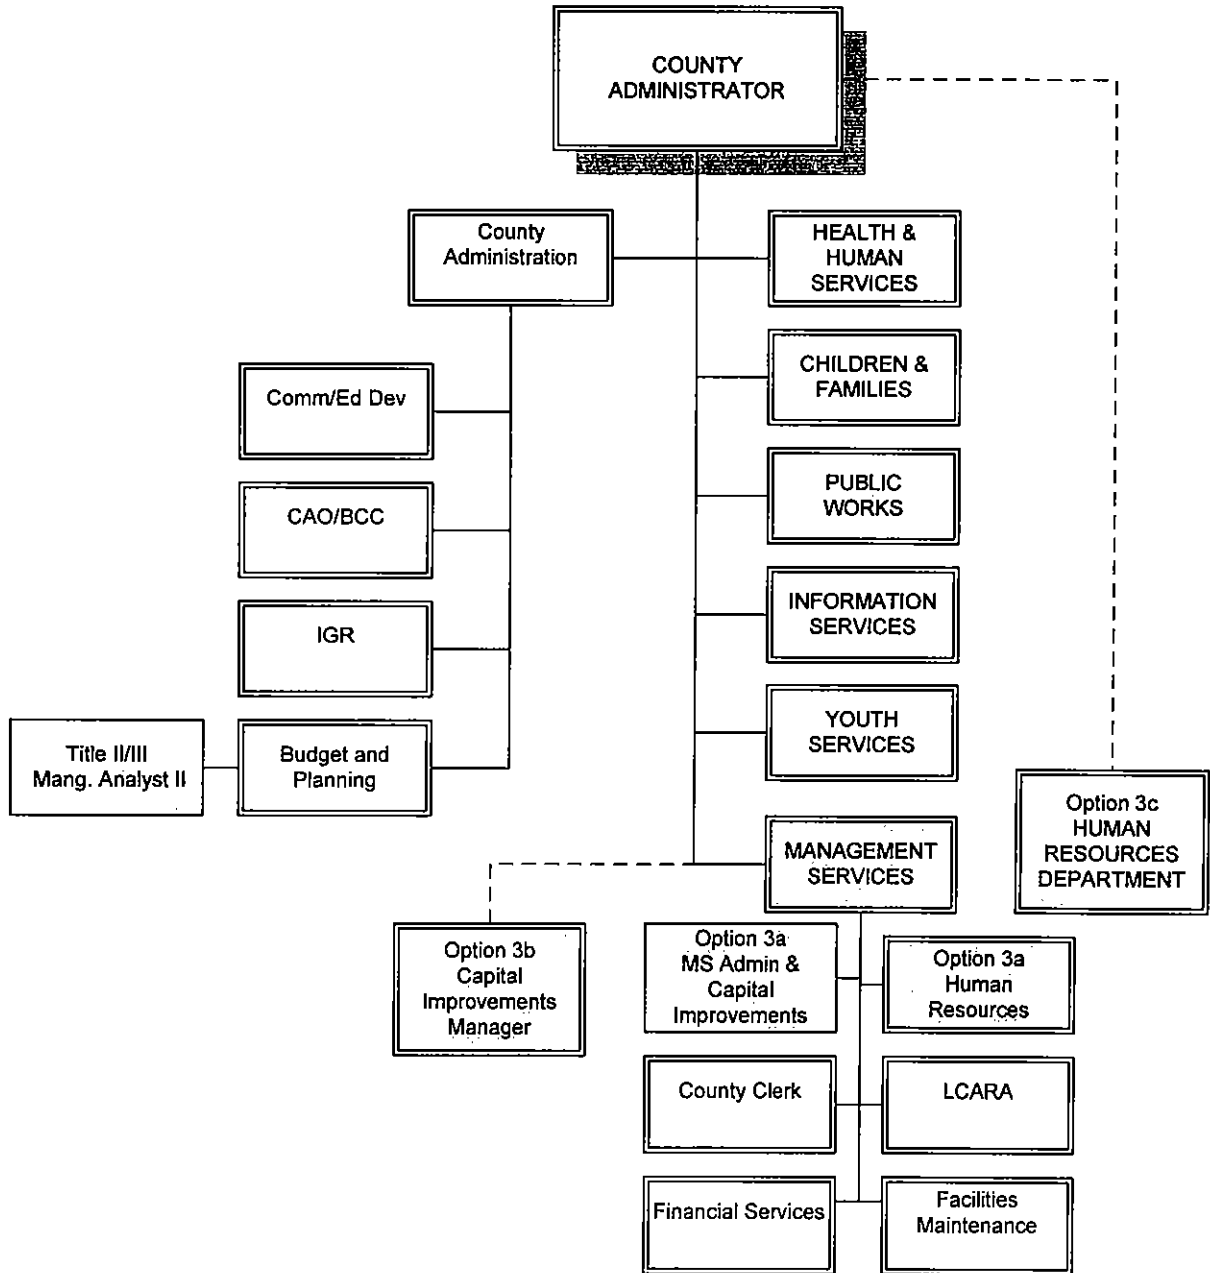 COUNTY
ADMINISTRATOR
County
Administration
HEALTH &
HUMAN
SERVICES
Comm/Ed Dev
CHILDREN &
FAMILIES
CAO/BCC
PUBLIC
WORKS
IGR
INFORMATION
SERVICES
Title II/III
Mang. Analyst II
Budget and
Planning
YOUTH
SERVICES
Option 3c
HUMAN
RESOURCES
DEPARTMENT
MANAGEMENT
SERVICES
Option 3b
Capital
Improvements
Manager
Option 3a
MS Admin &
Capital
Improvements
Option 3a
Human
Resources
County Clerk
LCARA
Financial Services
Facilities
Maintenance